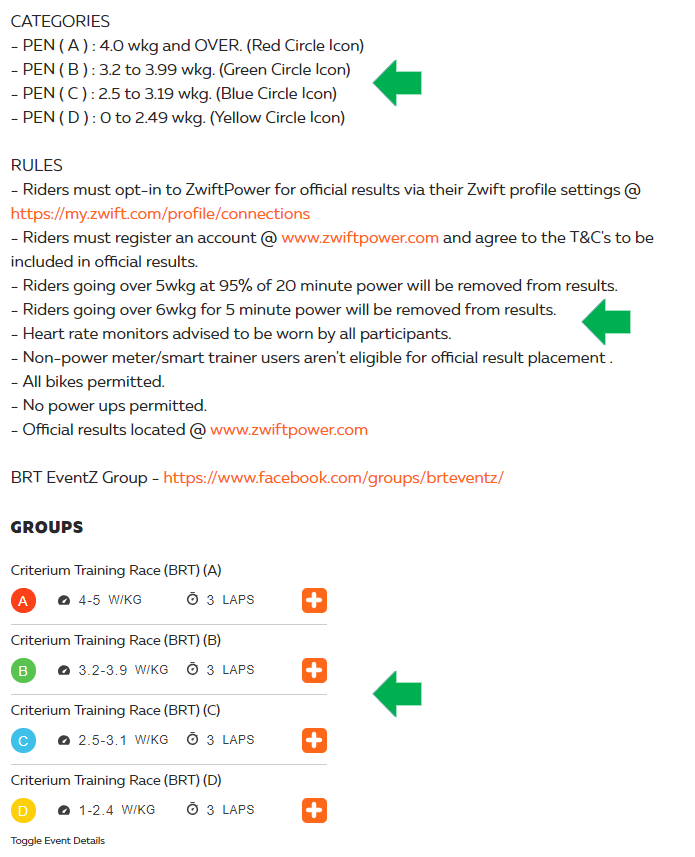 CATEGORIES
- PEN ( A ) : 4.0 wkg and OVER. (Red Circle Icon)
- PEN ( B ) : 3.2 to 3.99 wkg. (Green Circle Icon)
- PEN ( C ) : 2.5 to 3.19 wkg. (Blue Circle Icon)
- PEN ( D ) : 0 to 2.49 wkg. (Yellow Circle Icon)
RULES
- Riders must opt-in to ZwiftPower for official results via their Zwift profile settings @
https://my.zwift.com/profile/connections
- Riders must register an account @ www.zwiftpower.com and agree to the T&C's to be
included in official results.
- Riders going over 5wkg at 95% of 20 minute power will be removed from results.
- Riders going over 6wkg for 5 minute power will be removed from results.
- Heart rate monitors advised to be worn by all participants.
- Non-power meter/smart trainer users aren't eligible for official result placement .
- All bikes permitted.
- No power ups permitted.
- Official results located @ www.zwiftpower.com
BRT EventZ Group - https://www.facebook.com/groups/brteventz/
GROUPS
Criterium Training Race (BRT) (A)
A 4-5 W/KG 3 LAPS
Criterium Training Race (BRT) (B)
B 3.2-3.9 W/KG 3 LAPS
Criterium Training Race (BRT) (C)
C 2.5-3.1 W/KG 3 LAPS
Criterium Training Race (BRT) (D)
D 1-2.4 W/KG 3 LAPS
Toggle Event Details